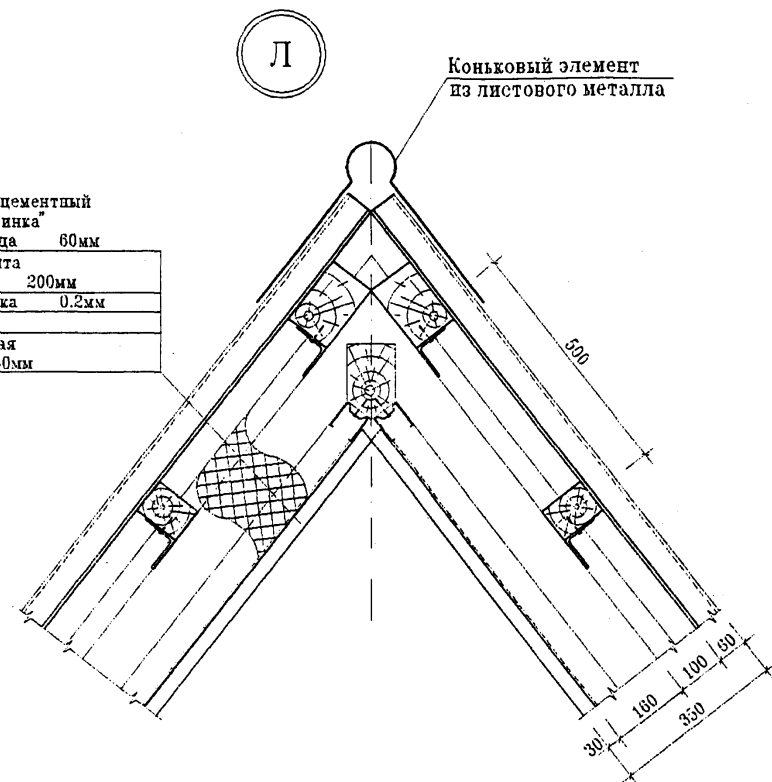 Л
Коньковый элемент
из листового металла
цементный
инка"
да 60мм
та
200мм
ка 0.2мм
ая
0мм
500
60
100
160
30
350